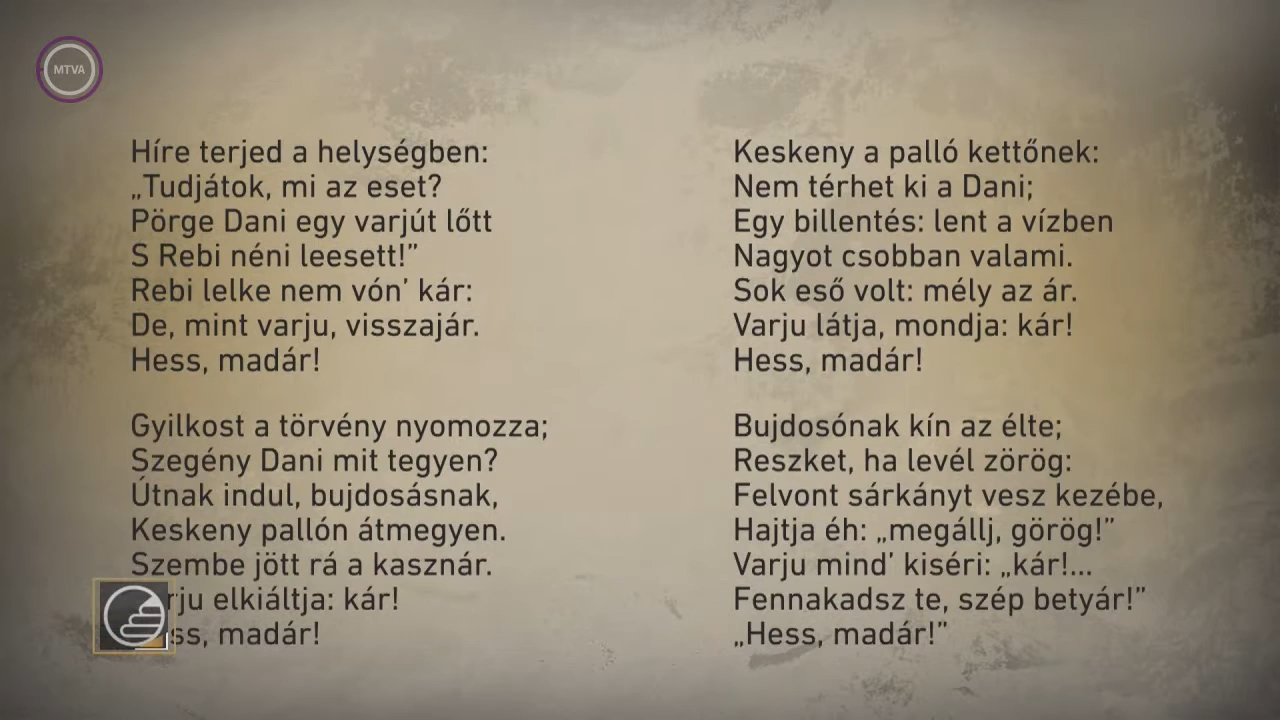 MTVA
Híre terjed a helységben:
„Tudjátok, mi az eset?
Pörge Dani egy varjút lőtt
S Rebi néni leesett!”
Rebi lelke nem vón’ kár:
De, mint varju, visszajár.
Hess, madár!
Gyilkost a törvény nyomozza;
Szegény Dani mit tegyen?
Útnak indul, bujdosásnak,
Keskeny pallón átmegyen.
Szembe jött rá a kasznár.
rju elkiáltja: kár!
ss, madár!
Keskeny a palló kettőnek:
Nem térhet ki a Dani;
Egy billentés: lent a vízben
Nagyot csobban valami.
Sok eső volt: mély az ár.
Varju látja, mondja: kár!
Hess, madár!
Bujdosónak kín az élte;
Reszket, ha levél zörög:
Felvont sárkányt vesz kezébe,
Hajtja éh: „megállj, görög!”
Varju mind’ kiséri: „kár!...
Fennakadsz te, szép betyár!”
„Hess, madár!”